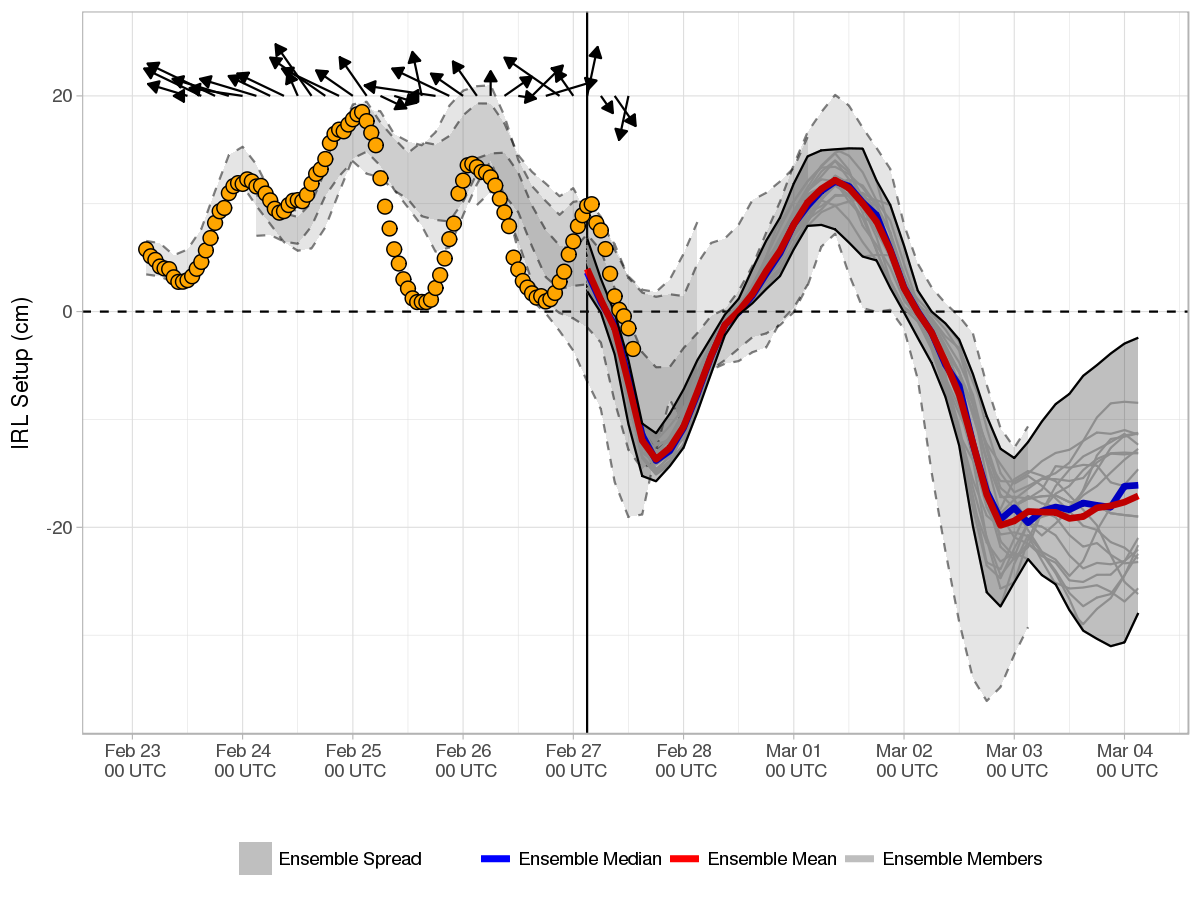 IRL Setup (cm)
20
0
-20
Feb 23
00 UTC
Feb 24
00 UTC
Feb 25
00 UTC
Feb 26
00 UTC
Feb 27
00 UTC
Feb 28
00 UTC
Mar 01
00 UTC
Mar 02
00 UTC
Mar 03
00 UTC
Mar 04
00 UTC
Ensemble Spread
Ensemble Median
Ensemble Mean
Ensemble Members